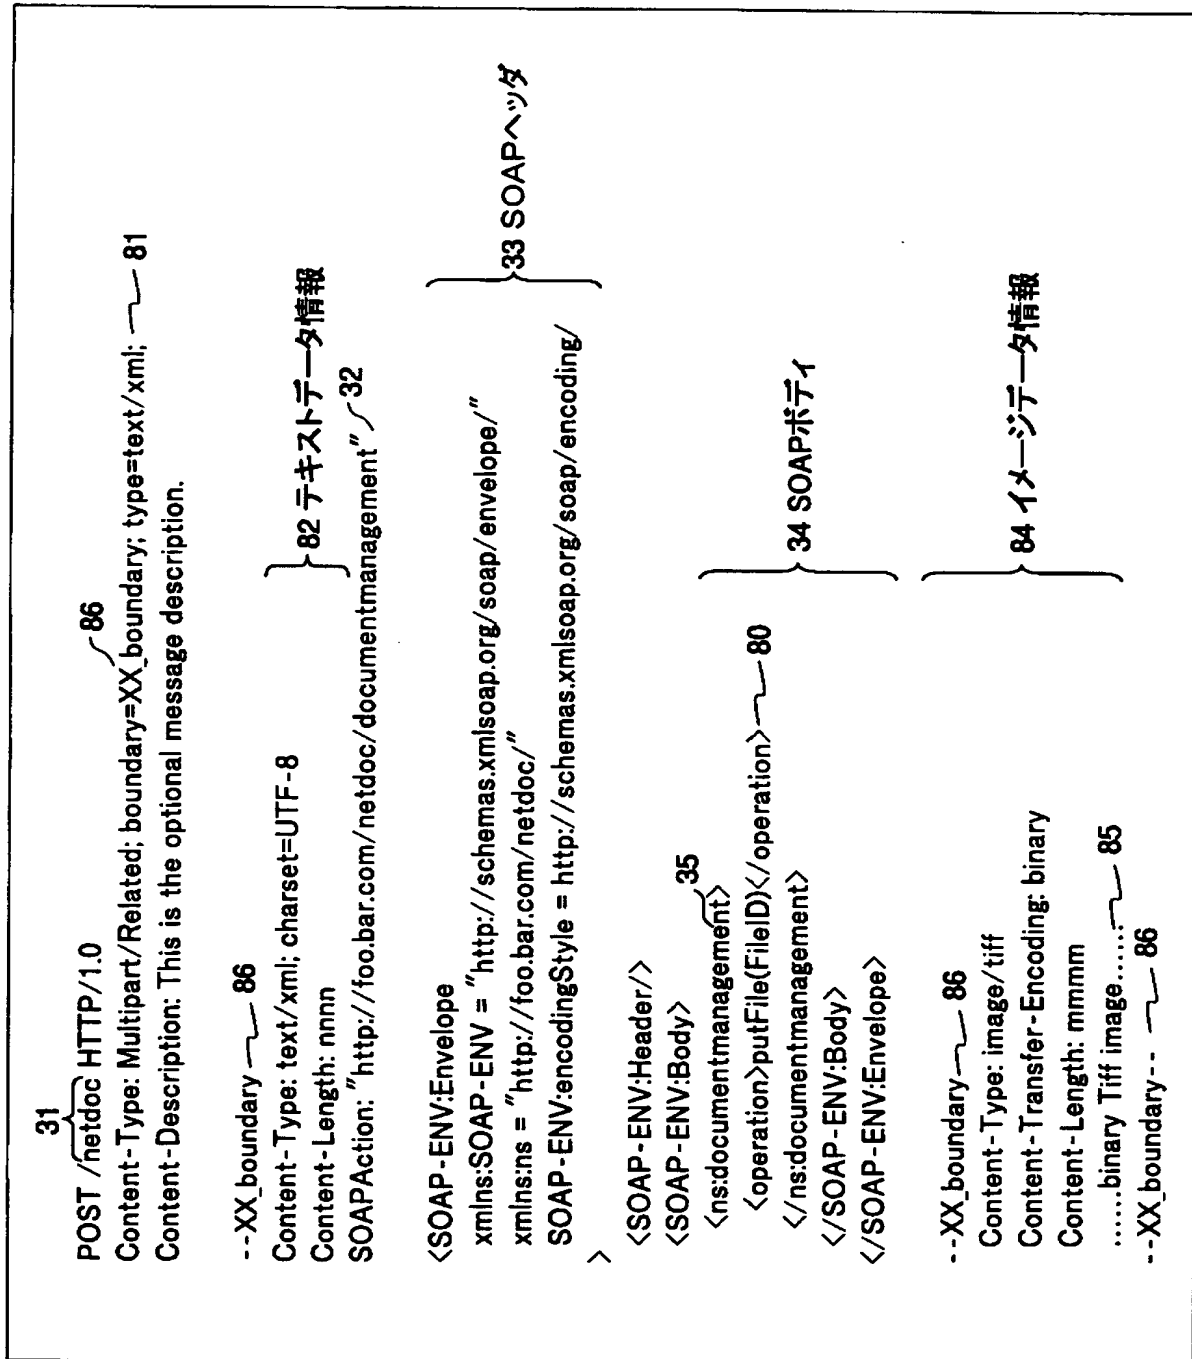 31
POST /netdoc HTTP/1.0
86
Content-Type: Multipart/Related; boundary=XX_boundary; type=text/xml; 81
Content-Description: This is the optional message description.
--XX_boundary 86
Content-Type: text/xml; charset=UTF-8
Content-Length: nnnn
82 テキストデータ情報
SOAPAction: "http://foo.bar.com/netdoc/documentmanagement" 32
<SOAP-ENV:Envelope
xmlns:SOAP-ENV = "http://schemas.xmlsoap.org/soap/envelope/"
xmlns:ns = "http://foo.bar.com/netdoc/"
SOAP-ENV:encodingStyle = http://schemas.xmlsoap.org/soap/encoding/
>
33 SOAPヘッダ
<SOAP-ENV:Header/>
<SOAP-ENV:Body>
35
<ns:documentmanagement>
<operation>putFile(FileID)</operation> 80
</ns:documentmanagement>
</SOAP-ENV:Body>
</SOAP-ENV:Envelope>
34 SOAPボディ
--XX_boundary 86
Content-Type: image/tiff
Content-Transfer-Encoding: binary
Content-Length: mmmm
......binary Tiff image...... 85
--XX_boundary-- 86
84 イメージデータ情報